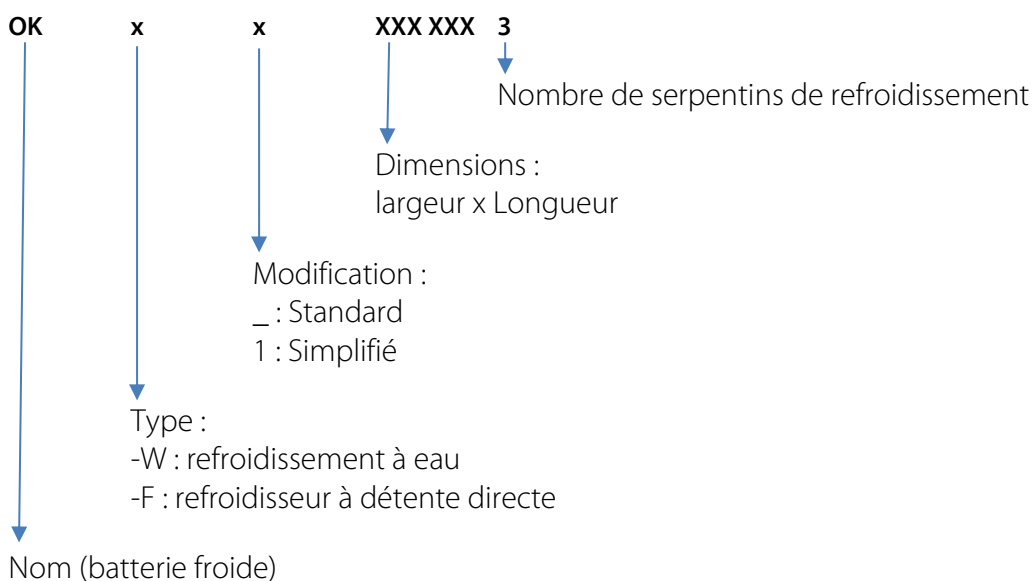 OK x x XXX XXX 3
Nombre de serpentins de refroidissement
Dimensions :
largeur x Longueur
Modification :
_ : Standard
1 : Simplifié
Type :
-W : refroidissement à eau
-F : refroidisseur à détente directe
Nom (batterie froide)